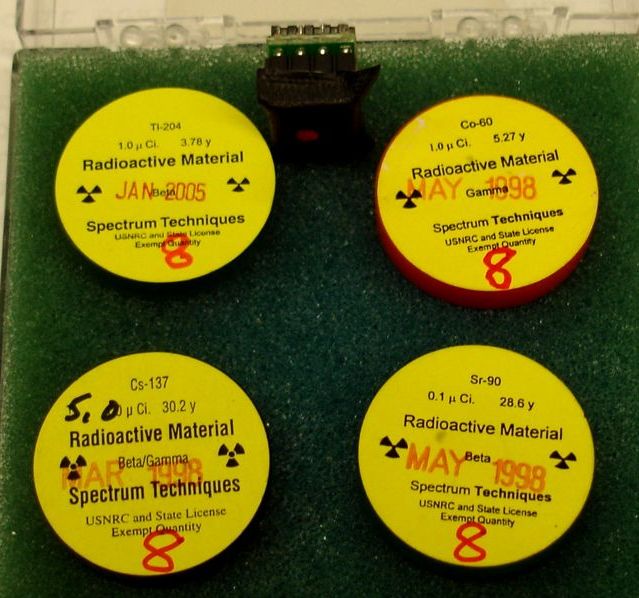 Tl-204
1.0 µ Ci. 3.78 y
Radioactive Material
Beta
JAN 2005
Spectrum Techniques
USNRC and State License
Exempt Quantity
8
Co-60
1.0 µ Ci. 5.27 y
Radioactive Material
Gamma
MAY 1998
Spectrum Techniques
USNRC and State License
Exempt Quantity
8
Cs-137
5.0 µ Ci. 30.2 y
Radioactive Material
Beta/Gamma
MAR 1998
Spectrum Techniques
USNRC and State License
Exempt Quantity
8
Sr-90
0.1 µ Ci. 28.6 y
Radioactive Material
Beta
MAY 1998
Spectrum Techniques
USNRC and State License
Exempt Quantity
8